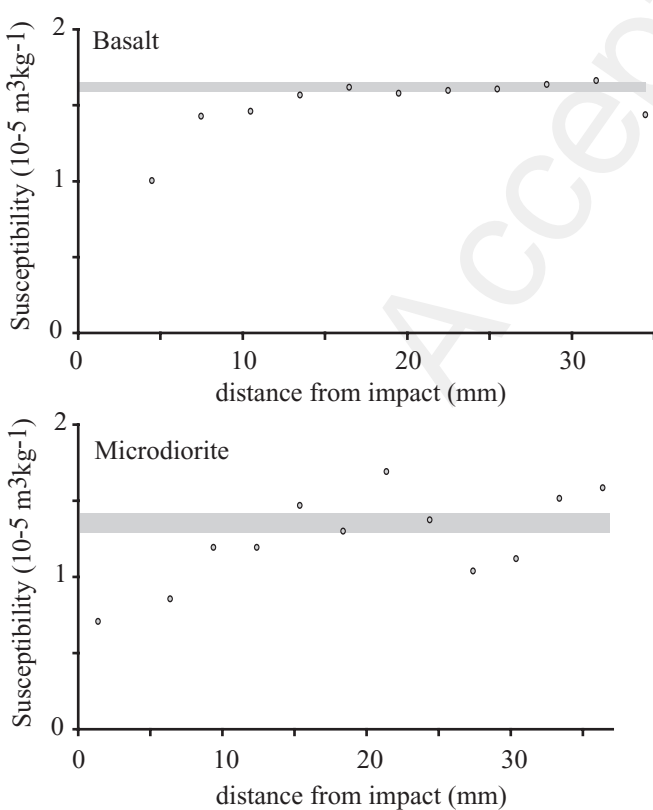 2
Basalt
1
0
Susceptibility (10-5 m3kg-1)
0 10 20 30
distance from impact (mm)
2
Microdiorite
1
0
Susceptibility (10-5 m3kg-1)
0 10 20 30
distance from impact (mm)
Accep